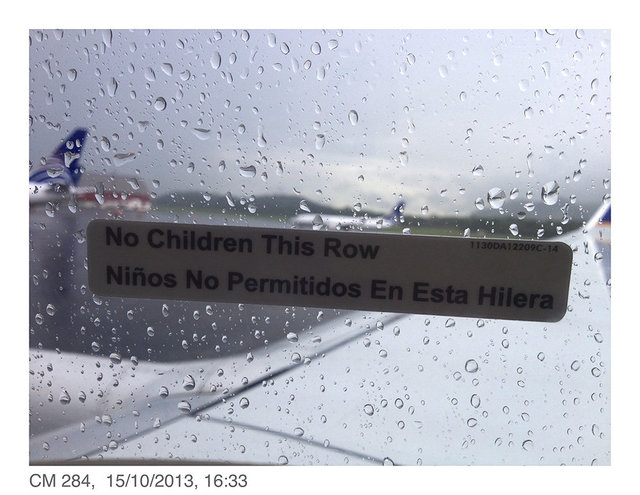 No Children This Row
1130DA12209C-14
Niños No Permitidos En Esta Hilera
CM 284, 15/10/2013, 16:33